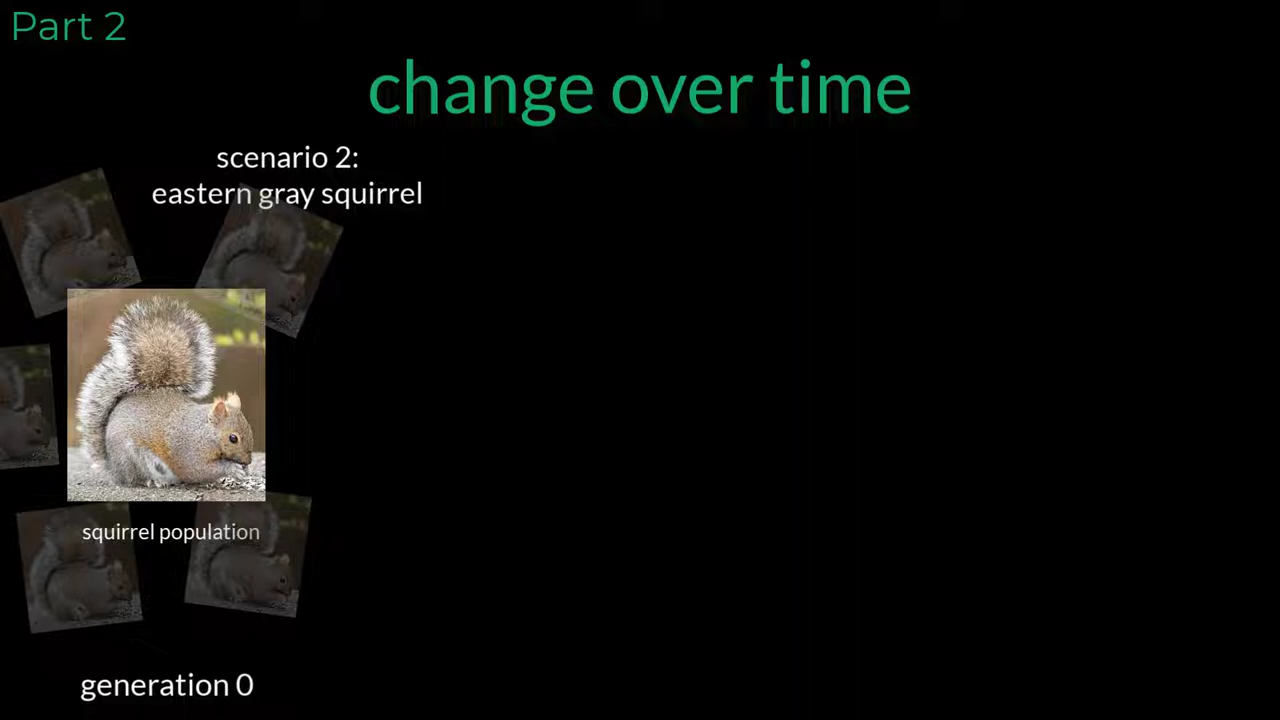 Part 2
change over time
scenario 2:
eastern gray squirrel
squirrel population
generation 0